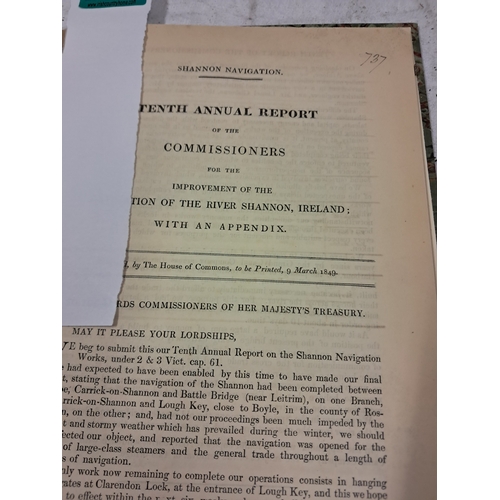 737
SHANNON NAVIGATION.
TENTH ANNUAL REPORT
OF THE
COMMISSIONERS
FOR THE
IMPROVEMENT OF THE
TION OF THE RIVER SHANNON, IRELAND;
WITH AN APPENDIX.
by The House of Commons, to be Printed, 9 March 1849.
RDS COMMISSIONERS OF HER MAJESTY'S TREASURY.
MAY IT PLEASE YOUR LORDSHIPS,
VE beg to submit this our Tenth Annual Report on the Shannon Navigation
Works, under 2 & 3 Vict. cap. 61.
had expected to have been enabled by this time to have made our final
t, stating that the navigation of the Shannon had been completed between
pe, Carrick-on-Shannon and Battle Bridge (near Leitrim), on one Branch,
rrick-on-Shannon and Lough Key, close to Boyle, in the county of Ros-
n, on the other; and, had not our proceedings been much impeded by the
t and stormy weather which has prevailed during the winter, we should
fected our object, and reported that the navigation was opened for the
of large-class steamers and the general trade throughout a length of
s of navigation.
nly work now remaining to complete our operations consists in hanging
ates at Clarendon Lock, at the entrance of Lough Key, and this we hope
to effect within the next six